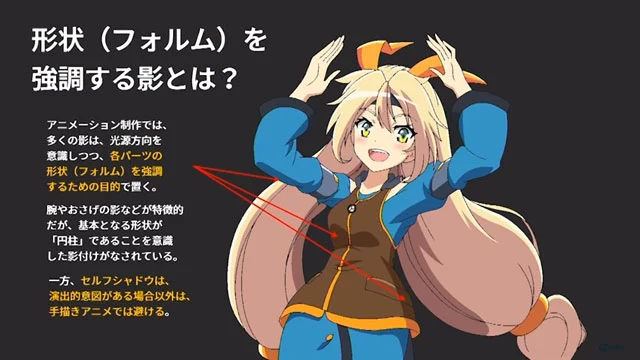 形状（フォルム）を
強調する影とは？
アニメーション制作では、
多くの影は、光源方向を
意識しつつ、各パーツの
形状（フォルム）を強調
するための目的で置く。
腕やおさげの影などが特徴的
だが、基本となる形状が
「円柱」であることを意識
した影付けがなされている。
一方、セルフシャドウは、
演出的意図がある場合以外は、
手描きアニメでは避ける。